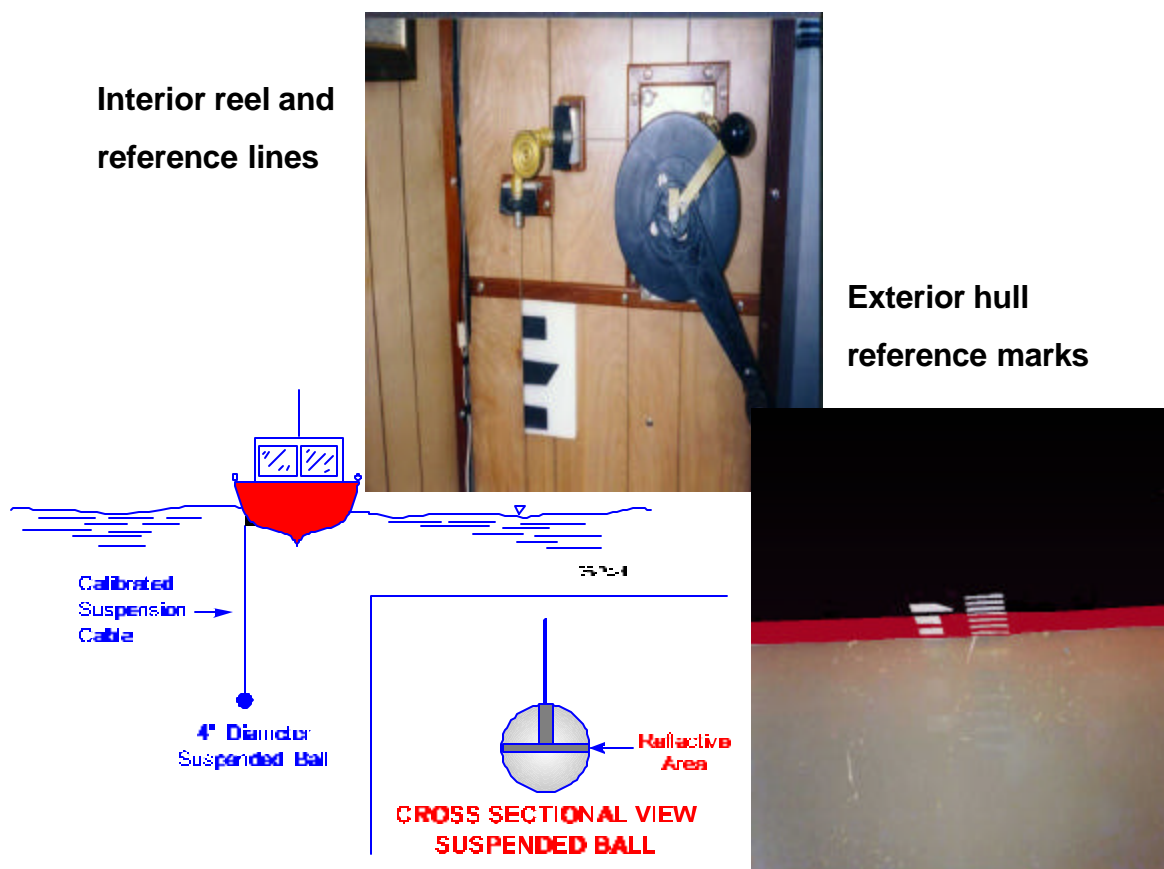 Interior reel and
reference lines
Exterior hull
reference marks
Calibrated
Suspension
Cable
4" Diameter
Suspended Ball
Reflective
Area
CROSS SECTIONAL VIEW
SUSPENDED BALL